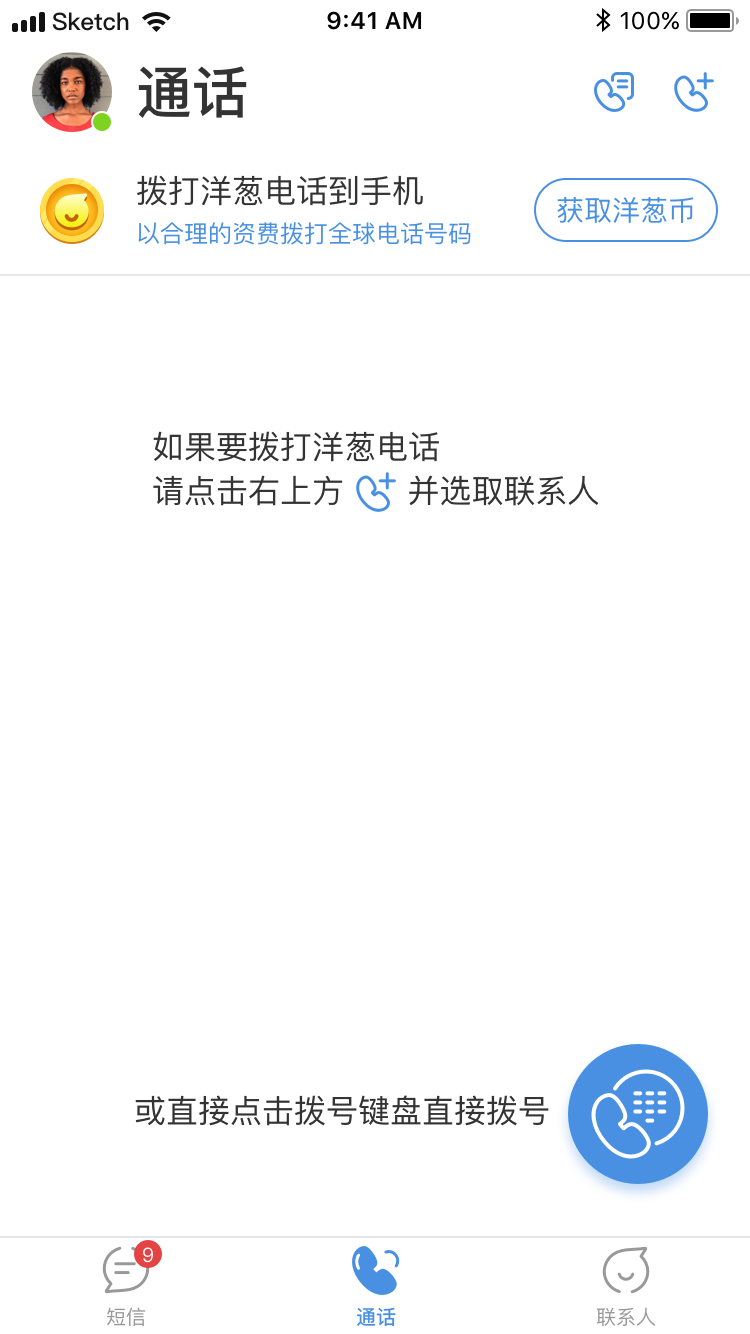 Sketch 9:41 AM 100%
通话
拨打洋葱电话到手机
以合理的资费拨打全球电话号码
获取洋葱币
如果要拨打洋葱电话
请点击右上方 并选取联系人
或直接点击拨号键盘直接拨号
9
短信 通话 联系人